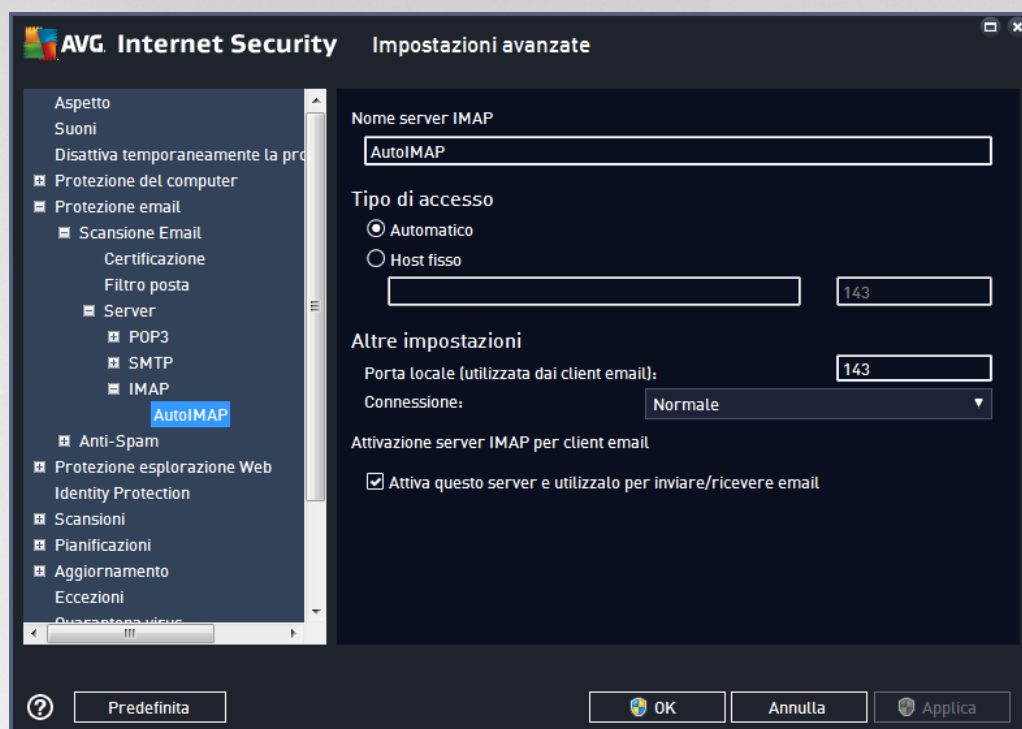 AVG. Internet Security Impostazioni avanzate
Aspetto
Suoni
Disattiva temporaneamente la pro
Protezione del computer
Protezione email
Scansione Email
Certificazione
Filtro posta
Server
POP3
SMTP
IMAP
AutoIMAP
Anti-Spam
Protezione esplorazione Web
Identity Protection
Scansioni
Pianificazioni
Aggiornamento
Eccezioni
Quarantena virus
Nome server IMAP
AutoIMAP
Tipo di accesso
Automatico
Host fisso
143
Altre impostazioni
Porta locale (utilizzata dai client email): 143
Connessione: Normale
Attivazione server IMAP per client email
Attiva questo server e utilizzalo per inviare/ricevere email
? Predefinita OK Annulla Applica